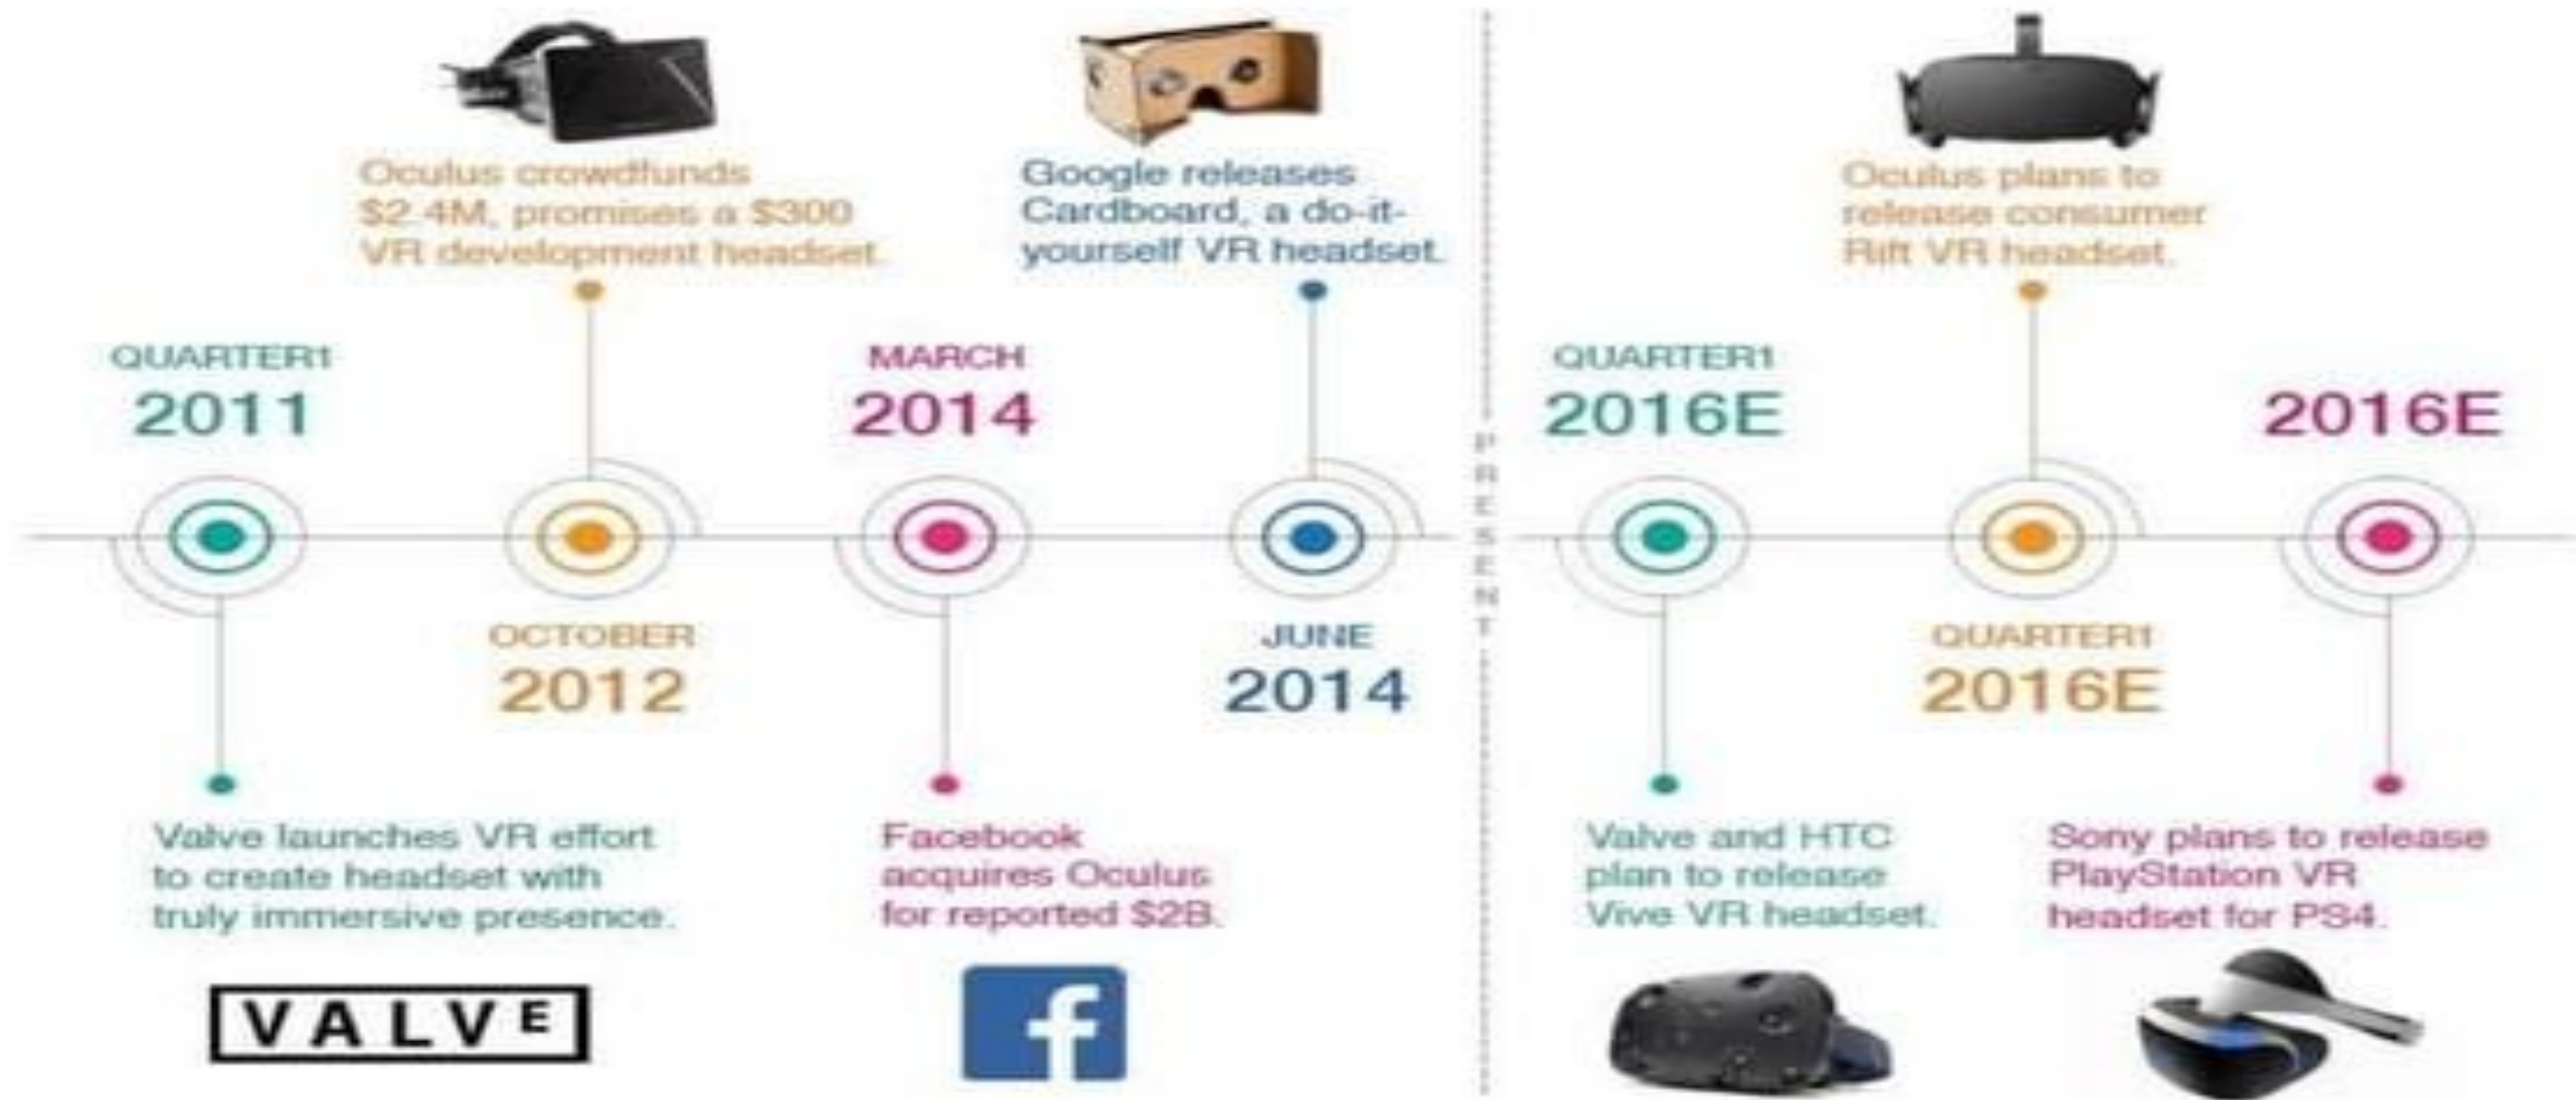 Oculus crowdfunds
$2.4M, promises a $300
VR development headset.
Google releases
Cardboard, a do-it-
yourself VR headset.
Oculus plans to
release consumer
Rift VR headset.
QUARTER1
2011
MARCH
2014
QUARTER1
2016E
2016E
PRESENT
OCTOBER
2012
JUNE
2014
QUARTER1
2016E
Valve launches VR effort
to create headset with
truly immersive presence.
Facebook
acquires Oculus
for reported $2B.
Valve and HTC
plan to release
Vive VR headset.
Sony plans to release
PlayStation VR
headset for PS4.
VALVE
f